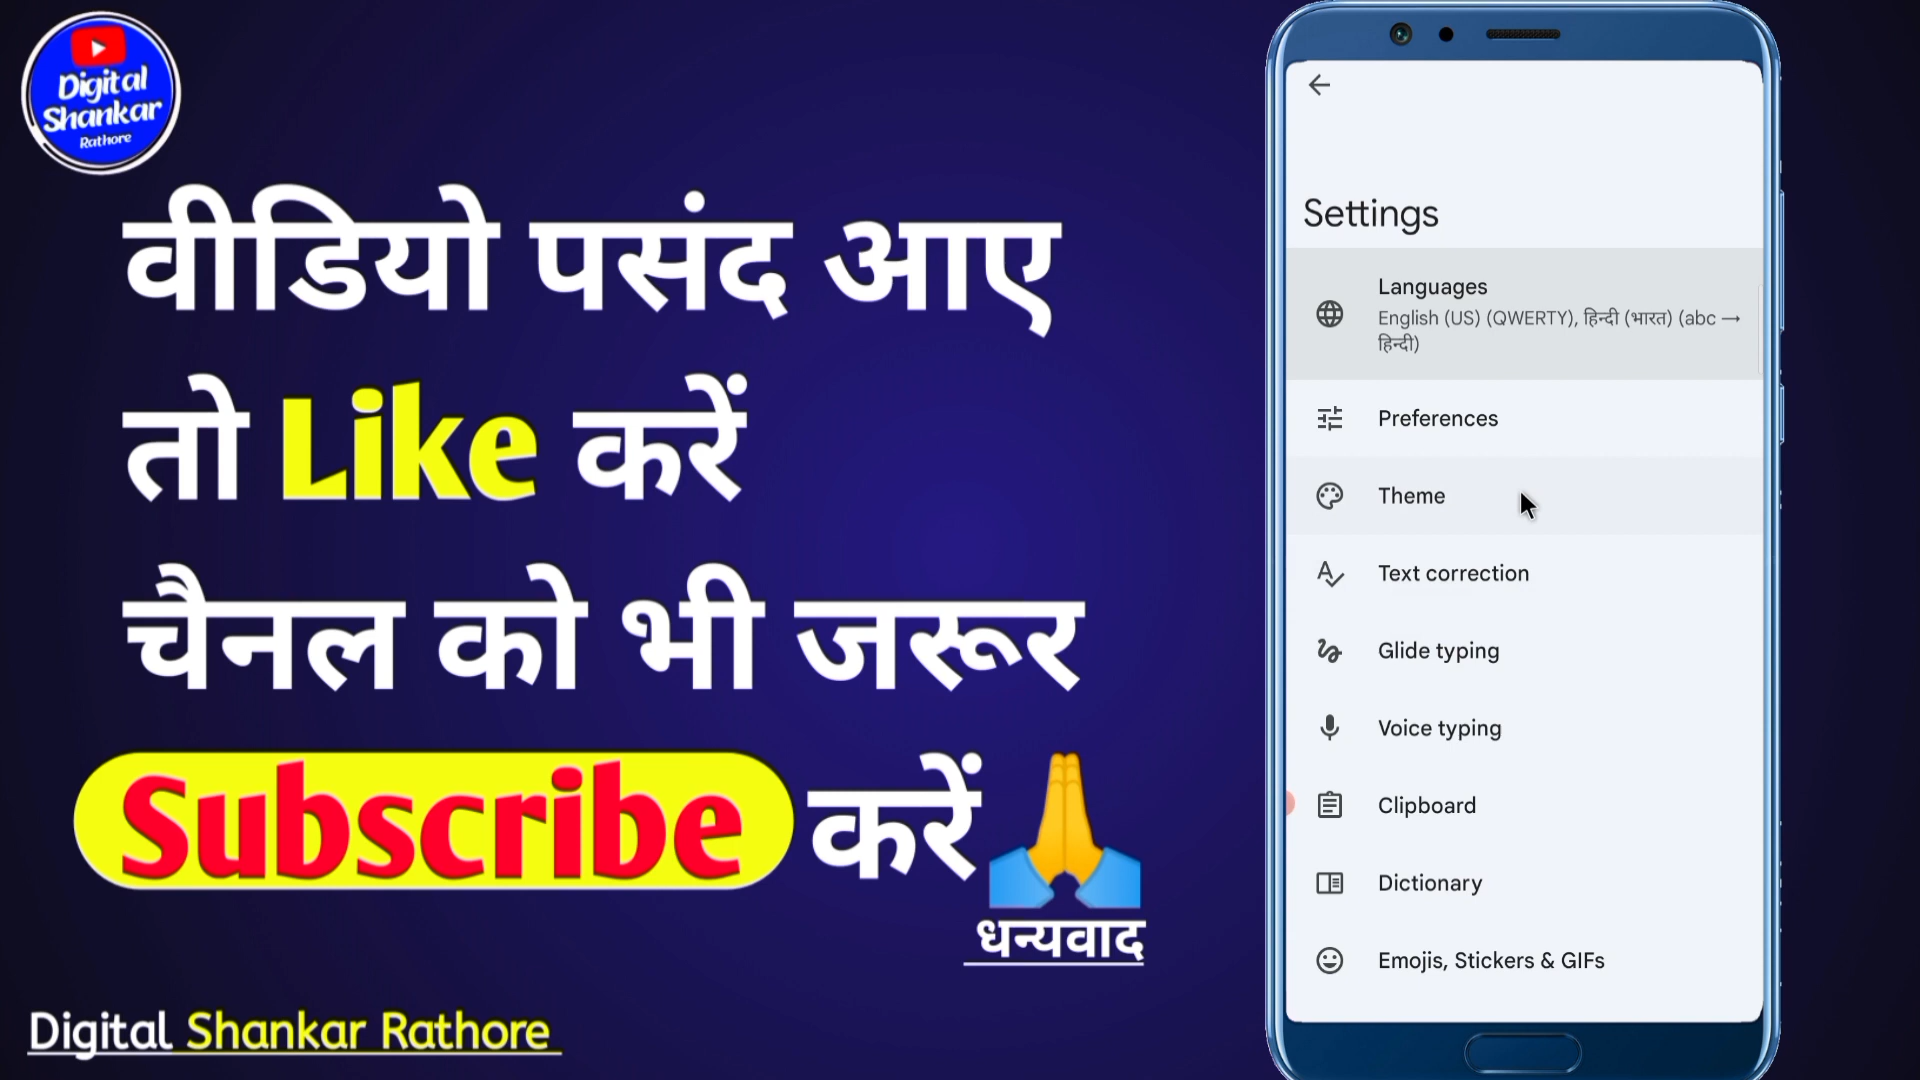 Digital
Shankar
Rathore
वीडियो पसंद आए
तो Like करें
चैनल को भी जरूर
Subscribe करें
धन्यवाद
Digital Shankar Rathore
Settings
Languages
English (US) (QWERTY), हिन्दी (भारत) (abc →
हिन्दी)
Preferences
Theme
Text correction
Glide typing
Voice typing
Clipboard
Dictionary
Emojis, Stickers & GIFs